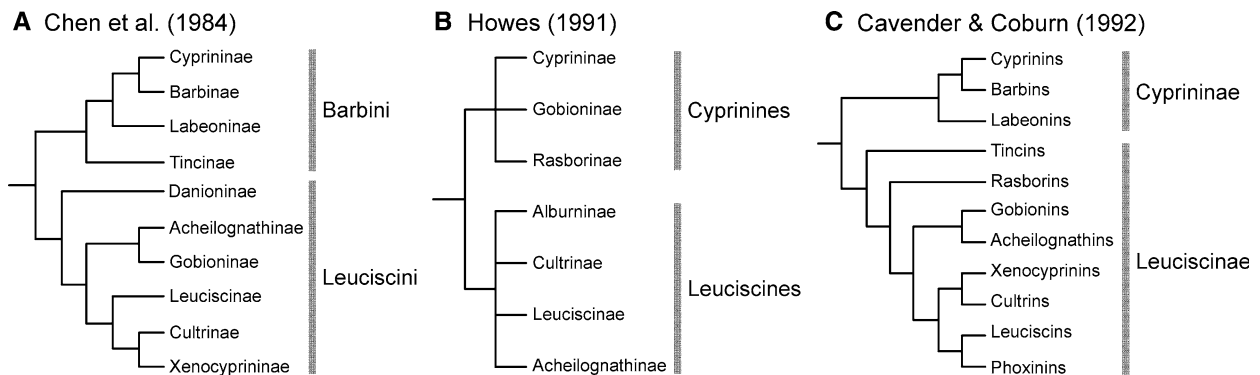 A Chen et al. (1984)
Cyprininae
Barbinae
Labeoninae
Tincinae
Danioninae
Acheilognathinae
Gobioninae
Leuciscinae
Cultrinae
Xenocyprininae
Barbini
Leuciscini
B Howes (1991)
Cyprininae
Gobioninae
Rasborinae
Alburninae
Cultrinae
Leuciscinae
Acheilognathinae
Cyprinines
Leuciscines
C Cavender & Coburn (1992)
Cyprinins
Barbins
Labeonins
Tincins
Rasborins
Gobionins
Acheilognathins
Xenocyprinins
Cultrins
Leuciscins
Phoxinins
Cyprininae
Leuciscinae